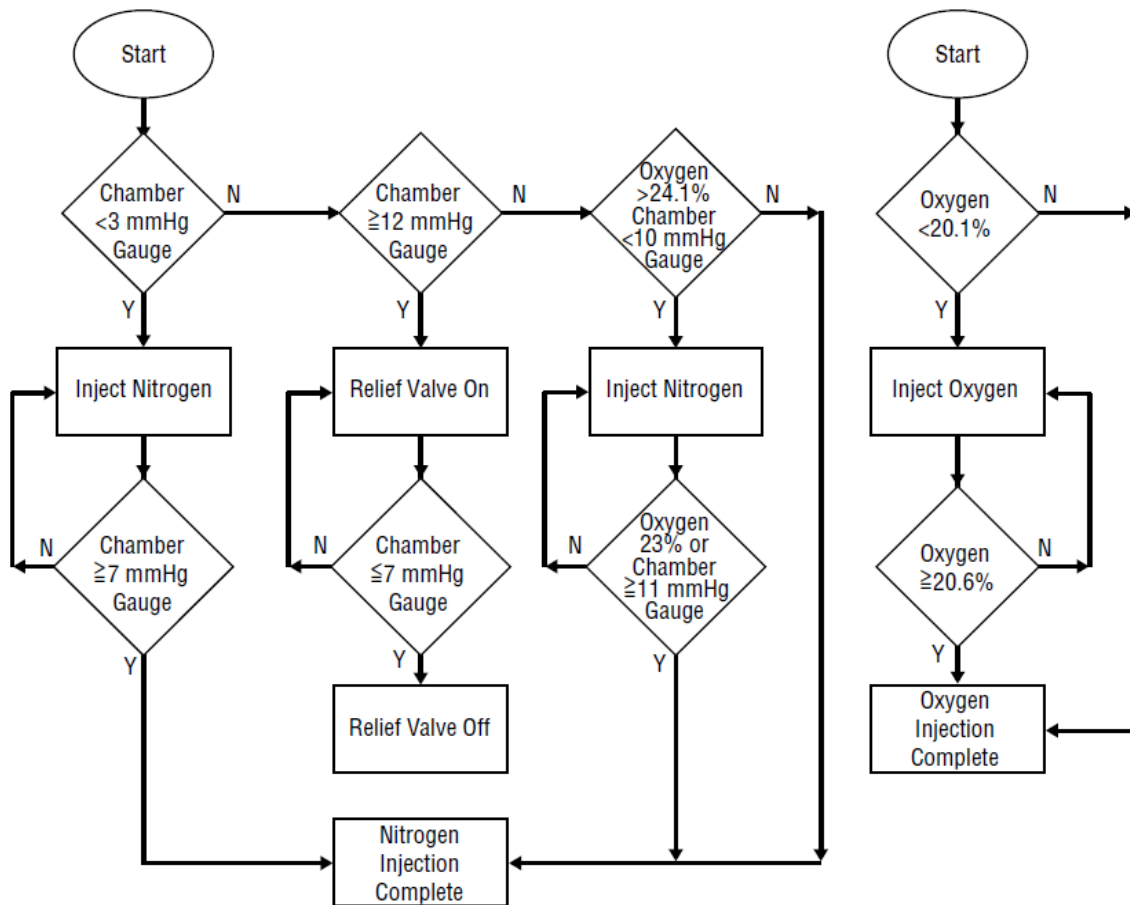 Start
Chamber
<3 mmHg
Gauge
N
Y
Inject Nitrogen
Chamber
≧7 mmHg
Gauge
N
Y
Chamber
≧12 mmHg
Gauge
N
Y
Relief Valve On
Chamber
≦7 mmHg
Gauge
N
Y
Relief Valve Off
Oxygen
>24.1%
Chamber
<10 mmHg
Gauge
N
Y
Inject Nitrogen
Oxygen
23% or
Chamber
≧11 mmHg
Gauge
N
Y
Nitrogen
Injection
Complete
Start
Oxygen
<20.1%
N
Y
Inject Oxygen
Oxygen
≧20.6%
N
Y
Oxygen
Injection
Complete